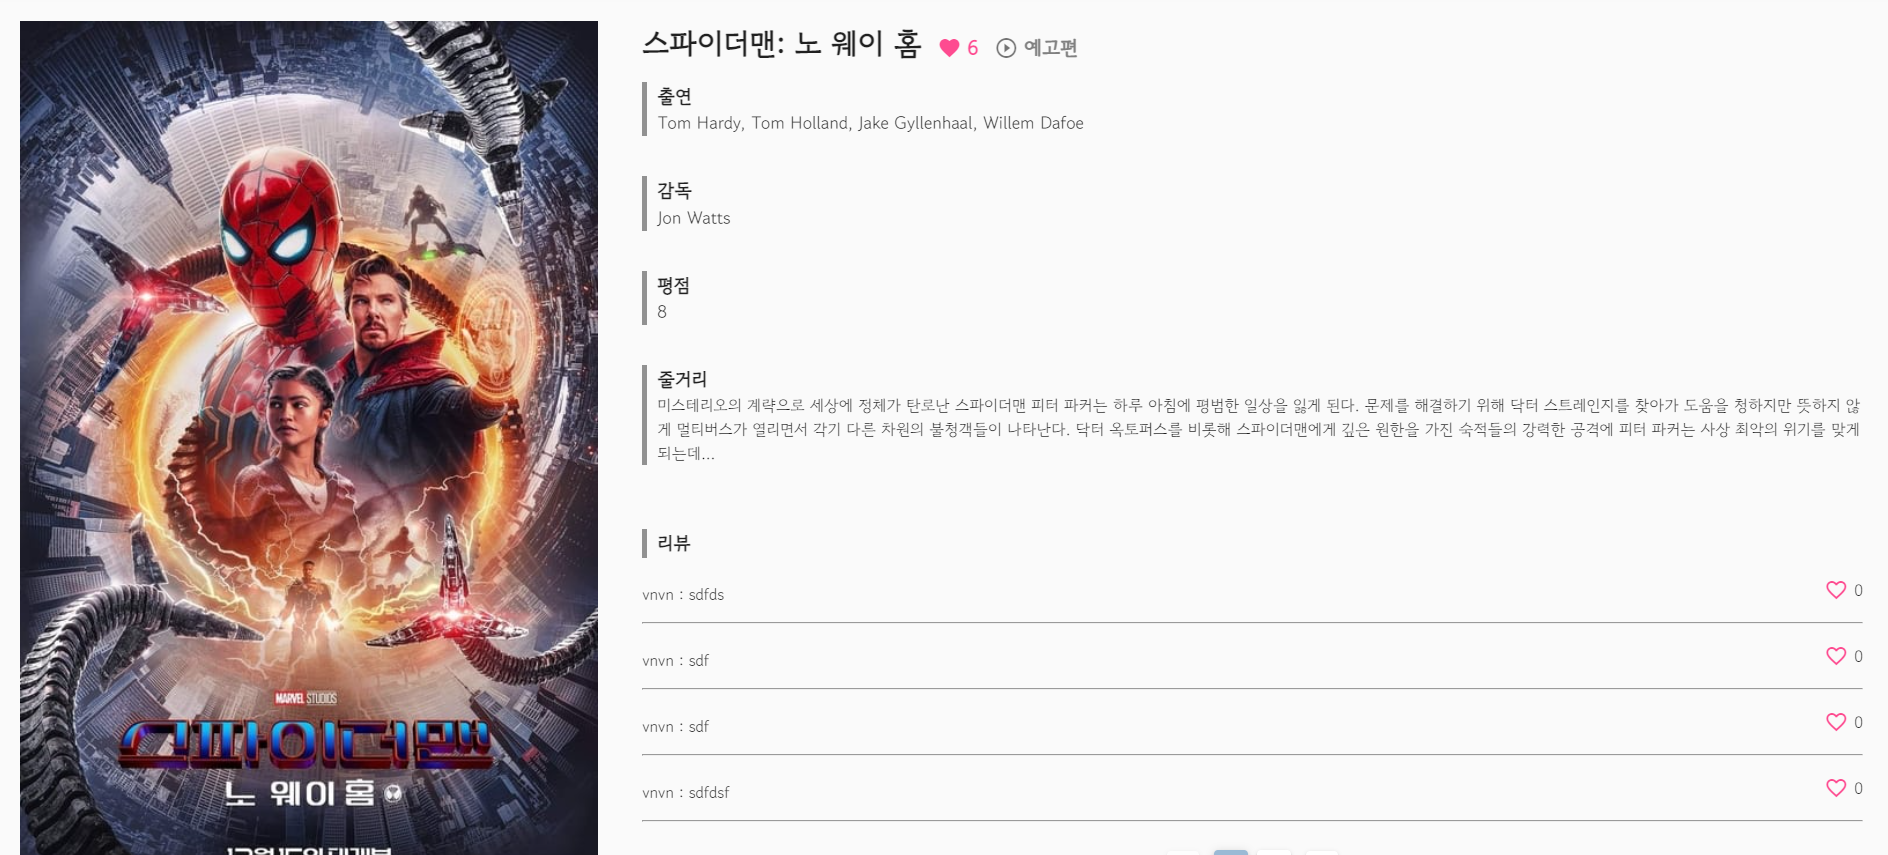 스파이더맨: 노 웨이 홈 6 예고편
출연
Tom Hardy, Tom Holland, Jake Gyllenhaal, Willem Dafoe
감독
Jon Watts
평점
8
줄거리
미스테리오의 계략으로 세상에 정체가 탄로난 스파이더맨 피터 파커는 하루 아침에 평범한 일상을 잃게 된다. 문제를 해결하기 위해 닥터 스트레인지를 찾아가 도움을 청하지만 뜻하지 않
게 멀티버스가 열리면서 각기 다른 차원의 불청객들이 나타난다. 닥터 옥토퍼스를 비롯해 스파이더맨에게 깊은 원한을 가진 숙적들의 강력한 공격에 피터 파커는 사상 최악의 위기를 맞게
되는데…
리뷰
vnvn : sdfds 0
vnvn : sdf 0
vnvn : sdf 0
vnvn : sdfdsf 0
MARVEL STUDIOS
스파이더맨
노 웨이 홈